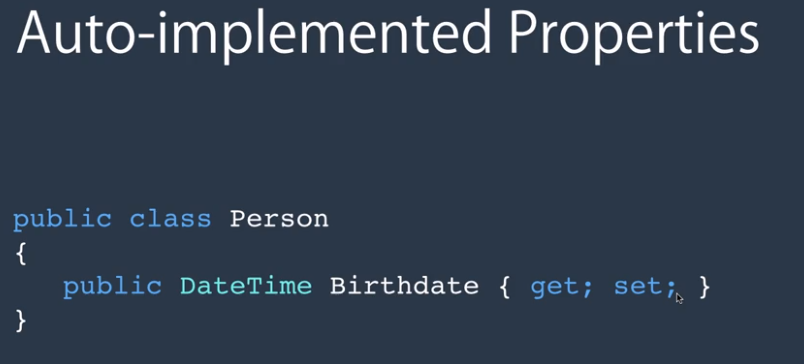 Auto-implemented Properties
public class Person
{
public DateTime Birthdate { get; set; }
}